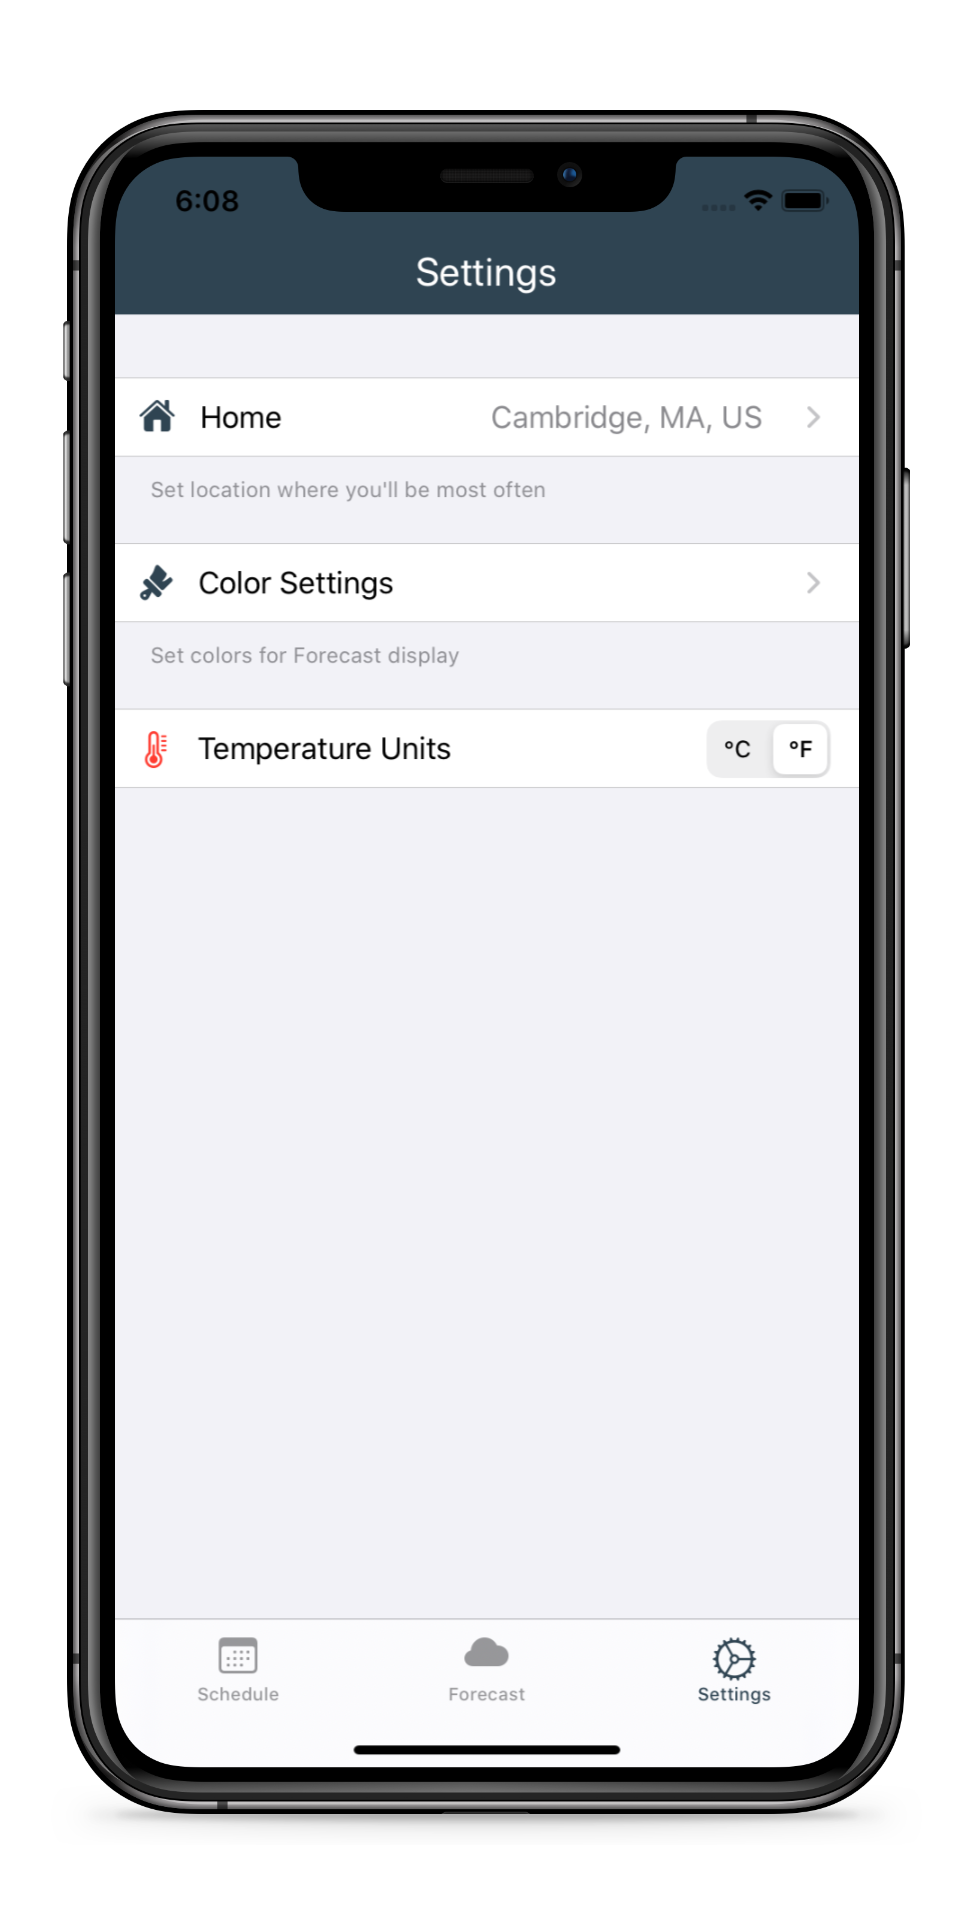 6:08
Settings
Home Cambridge, MA, US
Set location where you'll be most often
Color Settings
Set colors for Forecast display
Temperature Units °C °F
Schedule Forecast Settings